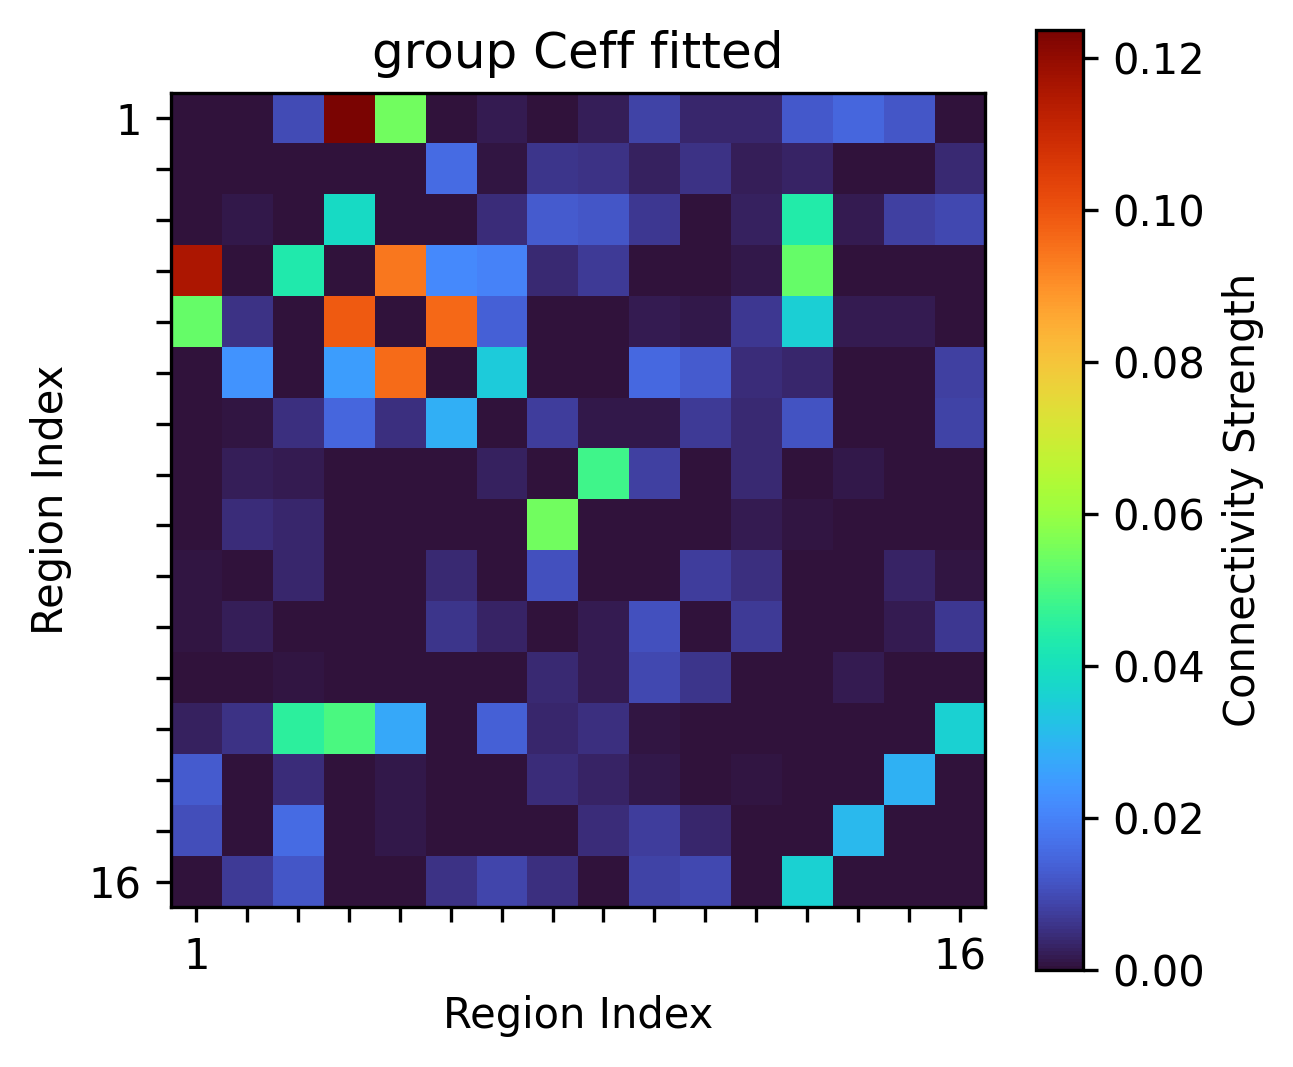 group Ceff fitted
1
16
1
16
Region Index
Region Index
0.12
0.10
0.08
0.06
0.04
0.02
0.00
Connectivity Strength